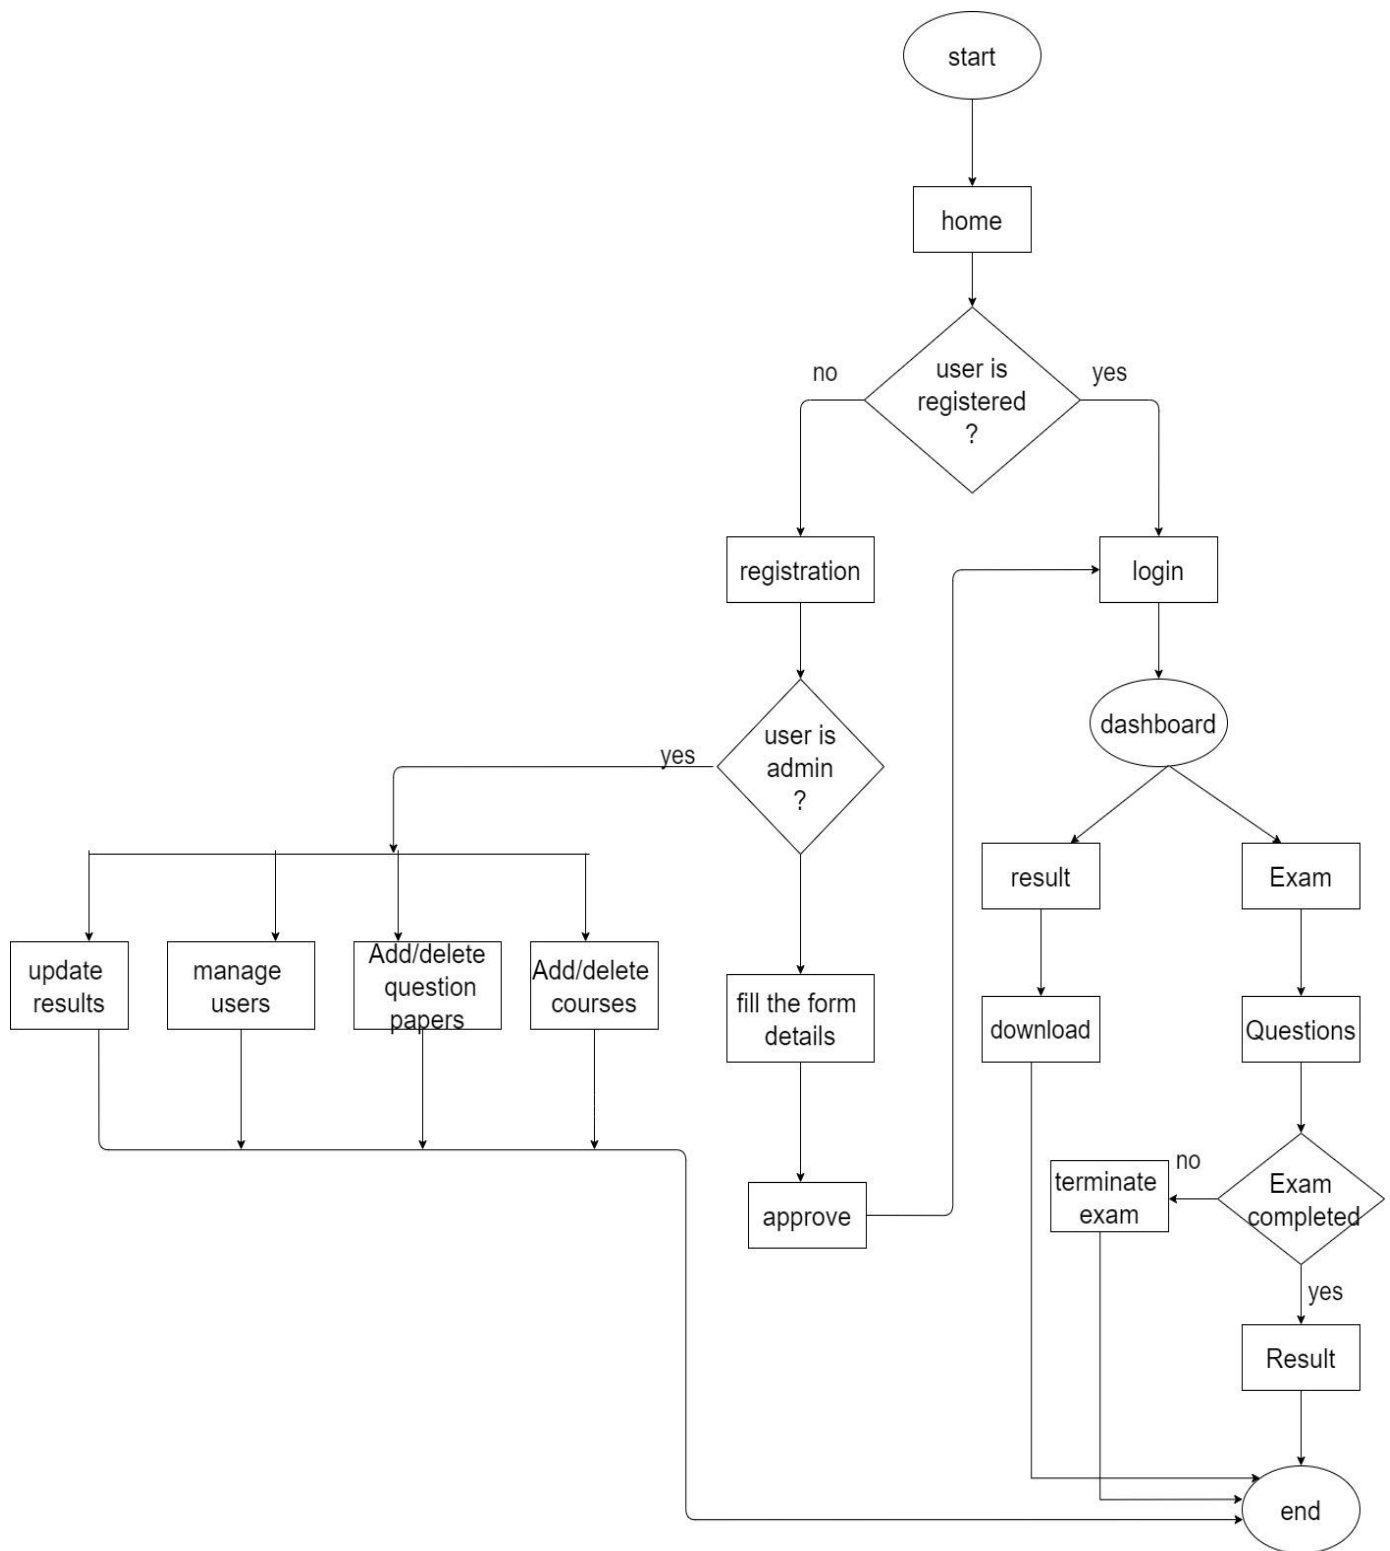 start
home
user is
registered
?
no
yes
registration
login
user is
admin
?
yes
dashboard
result
Exam
update
results
manage
users
Add/delete
question
papers
Add/delete
courses
fill the form
details
download
Questions
approve
terminate
exam
no
Exam
completed
yes
Result
end